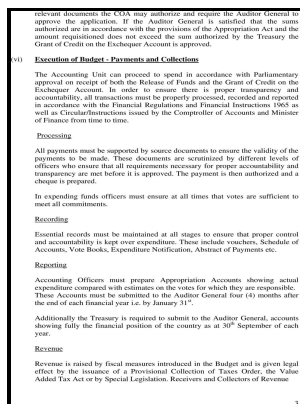 relevant documents the COA may authorize and require the Auditor General to
approve the application. If the Auditor General is satisfied that the sums
authorized are in accordance with the provisions of the Appropriation Act and the
amount requisitioned does not exceed the sum authorized by the Treasury the
Grant of Credit on the Exchequer Account is approved.
(vi) Execution of Budget - Payments and Collections
The Accounting Unit can proceed to spend in accordance with Parliamentary
approval on receipt of both the Release of Funds and the Grant of Credit on the
Exchequer Account. In order to ensure there is proper transparency and
accountability, all transactions must be properly processed, recorded and reported
in accordance with the Financial Regulations and Financial Instructions 1965 as
well as Circular/Instructions issued by the Comptroller of Accounts and Minister
of Finance from time to time.
Processing
All payments must be supported by source documents to ensure the validity of the
payments to be made. These documents are scrutinized by different levels of
officers who ensure that all requirements necessary for proper accountability and
transparency are met before it is approved. The payment is then authorized and a
cheque is prepared.
In expending funds officers must ensure at all times that votes are sufficient to
meet all commitments.
Recording
Essential records must be maintained at all stages to ensure that proper control
and accountability is kept over expenditure. These include vouchers, Schedule of
Accounts, Vote Books, Expenditure Notification, Abstract of Payments etc.
Reporting
Accounting Officers must prepare Appropriation Accounts showing actual
expenditure compared with estimates on the votes for which they are responsible.
These Accounts must be submitted to the Auditor General four (4) months after
the end of each financial year i.e. by January 31st.
Additionally the Treasury is required to submit to the Auditor General, accounts
showing fully the financial position of the country as at 30th September of each
year.
Revenue
Revenue is raised by fiscal measures introduced in the Budget and is given legal
effect by the issuance of a Provisional Collection of Taxes Order, the Value
Added Tax Act or by Special Legislation. Receivers and Collectors of Revenue
3